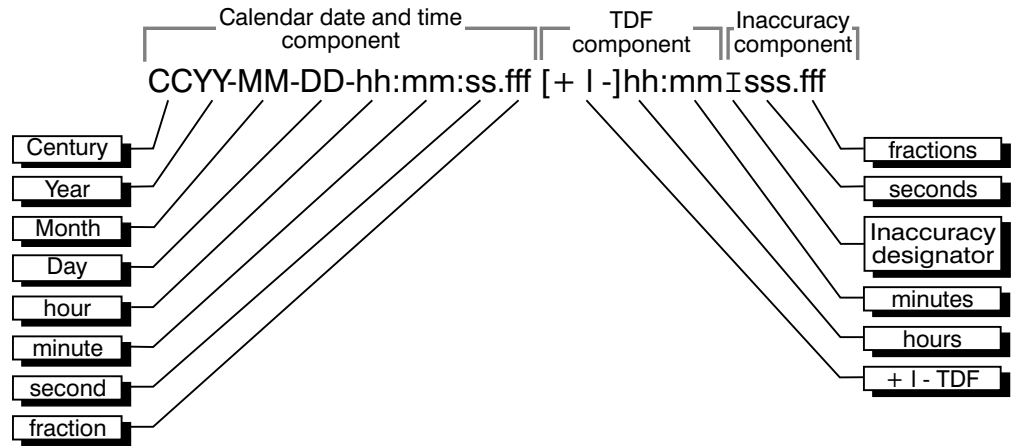 Calendar date and time
component
TDF
component
Inaccuracy
component
CCYY-MM-DD-hh:mm:ss.fff [+ I -]hh:mmIsss.fff
Century
Year
Month
Day
hour
minute
second
fraction
fractions
seconds
Inaccuracy
designator
minutes
hours
+ I - TDF